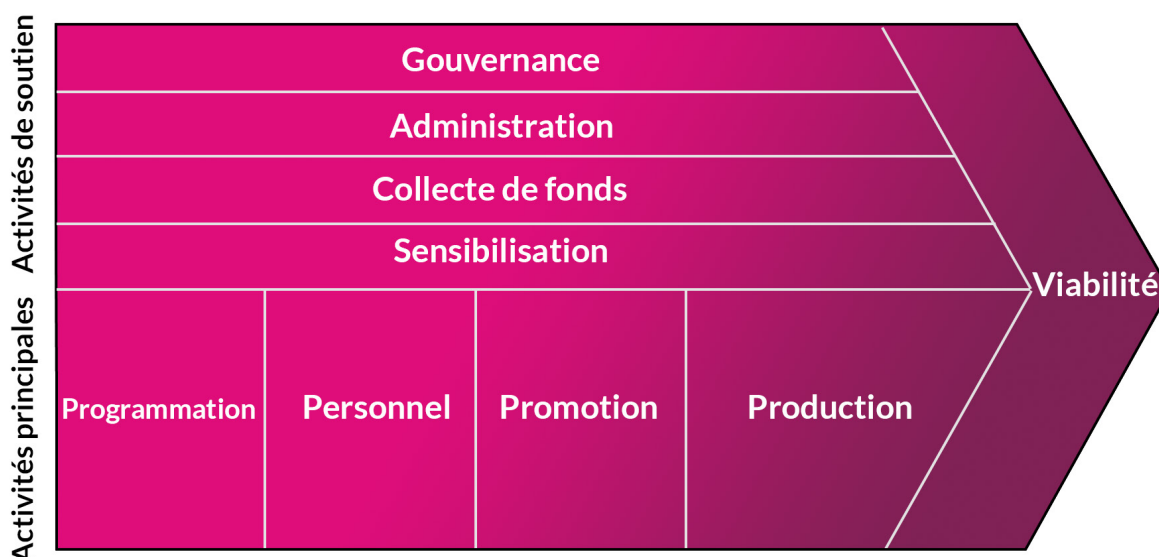 Activités de soutien
Gouvernance
Administration
Collecte de fonds
Sensibilisation
Viabilité
Activités principales
Programmation
Personnel
Promotion
Production